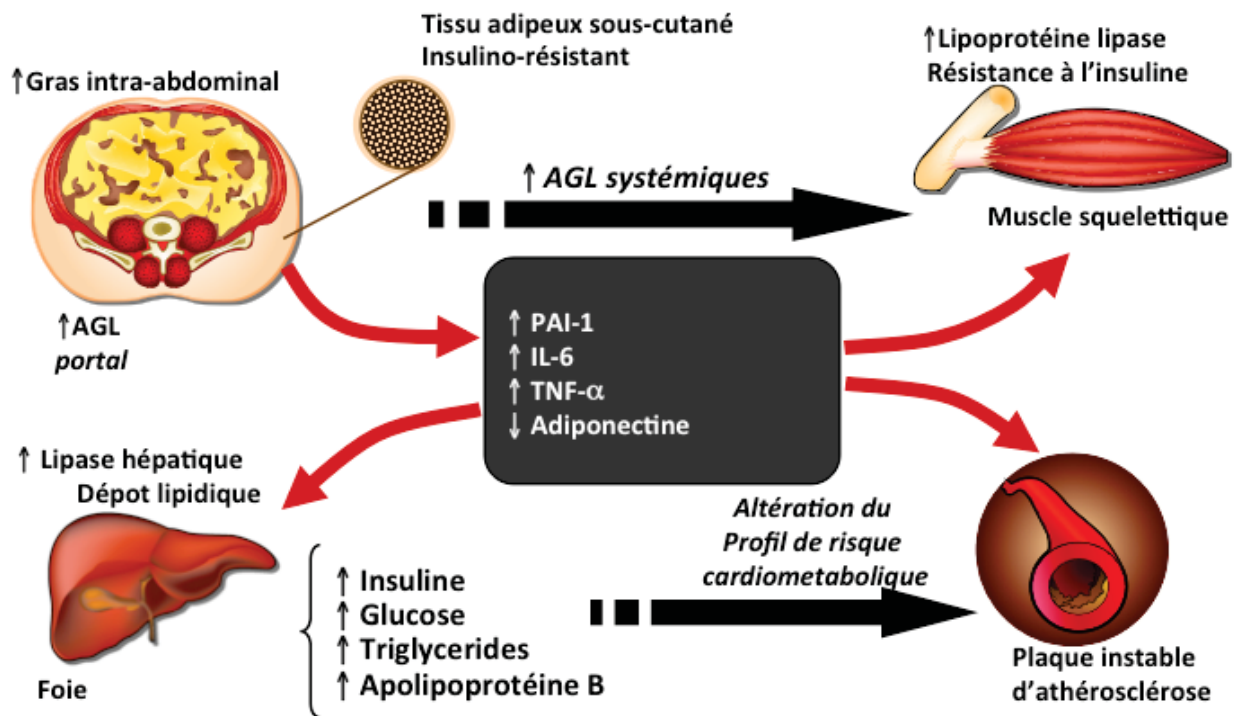 Tissu adipeux sous-cutané
Insulino-résistant
↑Gras intra-abdominal
↑Lipoprotéine lipase
Résistance à l'insuline
↑ AGL systémiques
Muscle squelettique
↑AGL
portal
↑ PAI-1
↑ IL-6
↑ TNF-α
↓ Adiponectine
↑ Lipase hépatique
Dépot lipidique
Foie
↑ Insuline
↑ Glucose
↑ Triglycerides
↑ Apolipoprotéine B
Altération du
Profil de risque
cardiometabolique
Plaque instable
d'athérosclérose